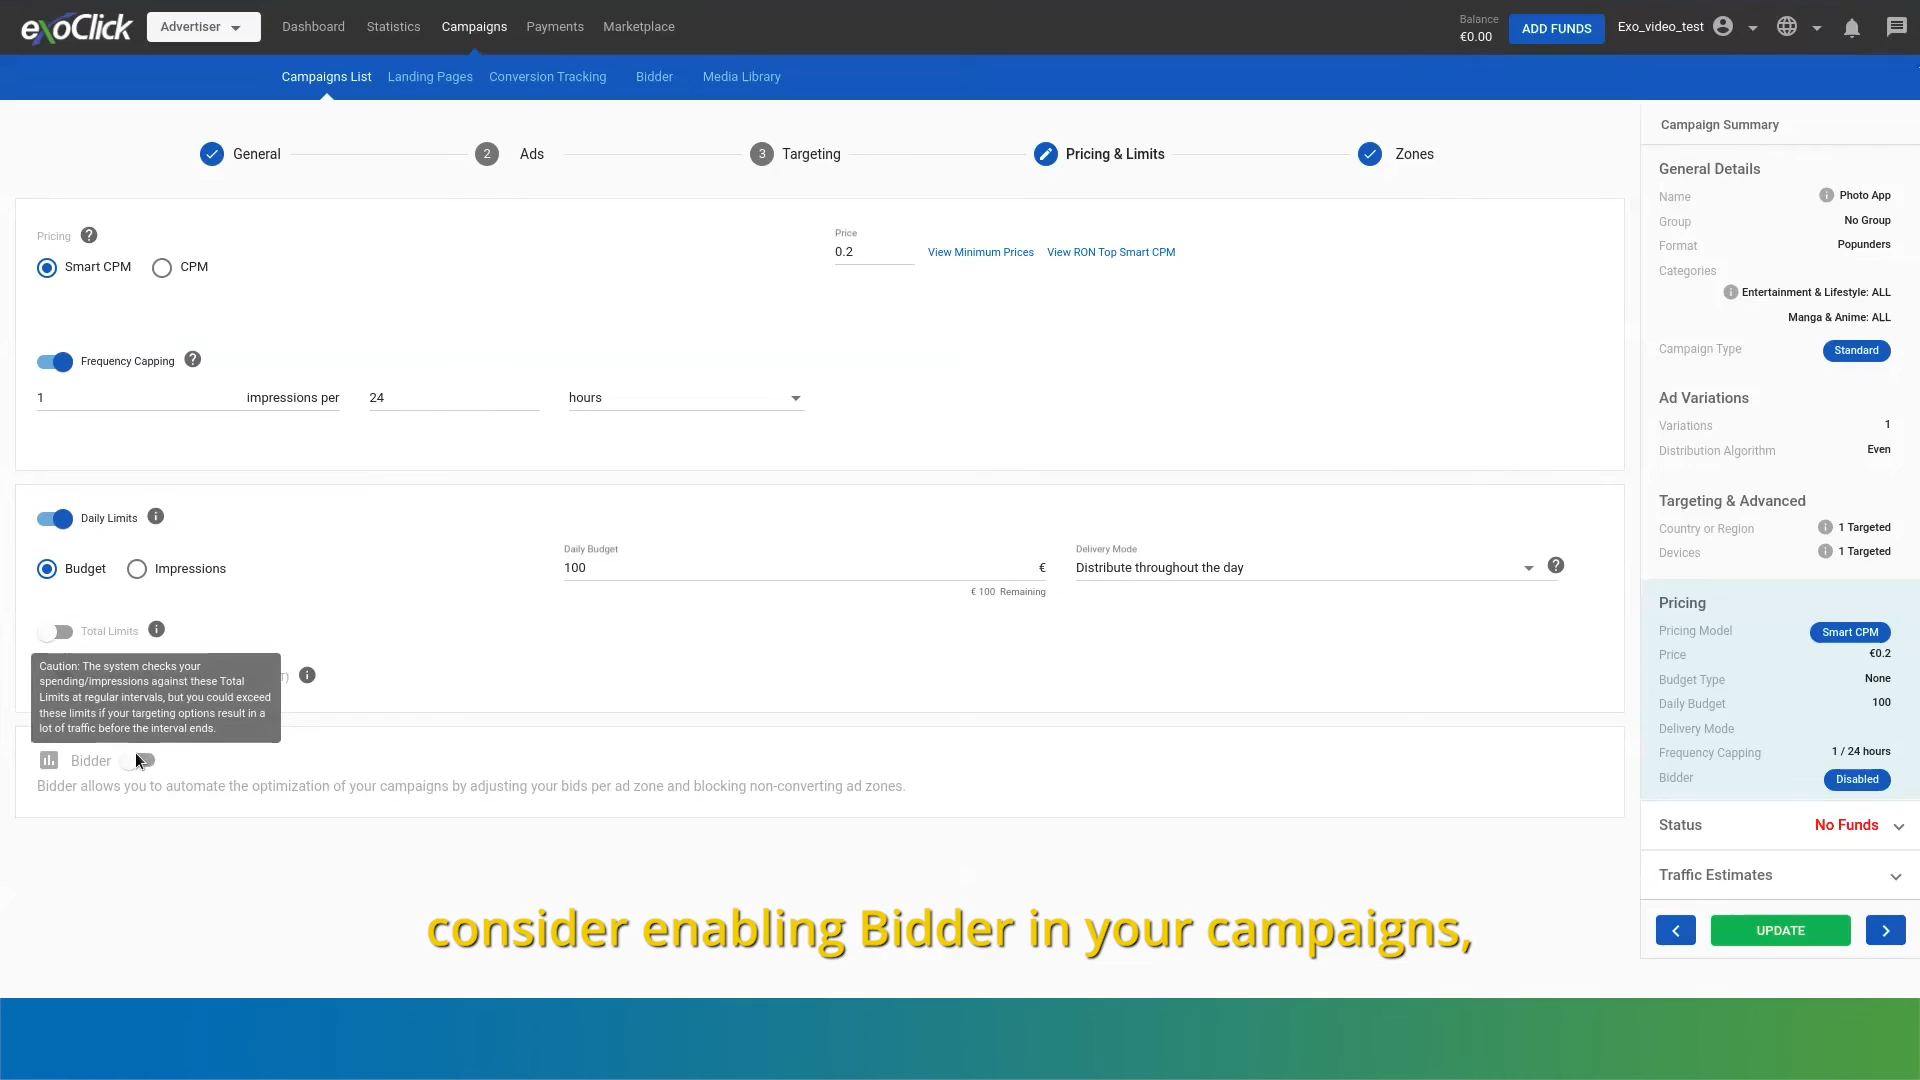 exoClick
Advertiser
Dashboard
Statistics
Campaigns
Payments
Marketplace
Balance
€0.00
ADD FUNDS
Exo_video_test
Campaigns List
Landing Pages
Conversion Tracking
Bidder
Media Library
General
2 Ads
3 Targeting
Pricing & Limits
Zones
Pricing
Smart CPM
CPM
Price
0.2
View Minimum Prices
View RON Top Smart CPM
Frequency Capping
1 impressions per 24 hours
Daily Limits
Budget
Impressions
Daily Budget
100 €
€ 100 Remaining
Delivery Mode
Distribute throughout the day
Total Limits
Caution: The system checks your
spending/impressions against these Total
Limits at regular intervals, but you could exceed
these limits if your targeting options result in a
lot of traffic before the interval ends.
T)
Bidder
Bidder allows you to automate the optimization of your campaigns by adjusting your bids per ad zone and blocking non-converting ad zones.
Campaign Summary
General Details
Name Photo App
Group No Group
Format Popunders
Categories
Entertainment & Lifestyle: ALL
Manga & Anime: ALL
Campaign Type Standard
Ad Variations
Variations 1
Distribution Algorithm Even
Targeting & Advanced
Country or Region 1 Targeted
Devices 1 Targeted
Pricing
Pricing Model Smart CPM
Price €0.2
Budget Type None
Daily Budget 100
Delivery Mode
Frequency Capping 1 / 24 hours
Bidder Disabled
Status No Funds
Traffic Estimates
UPDATE
consider enabling Bidder in your campaigns,